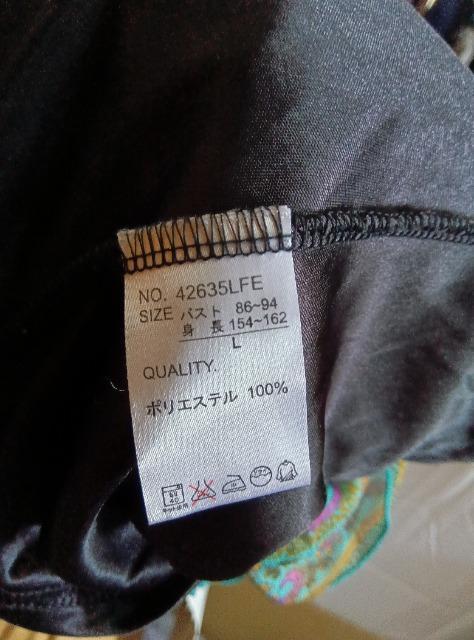 NO. 42635LFE
SIZE バスト 86~94
身 長 154~162
L
QUALITY.
ポリエステル 100%